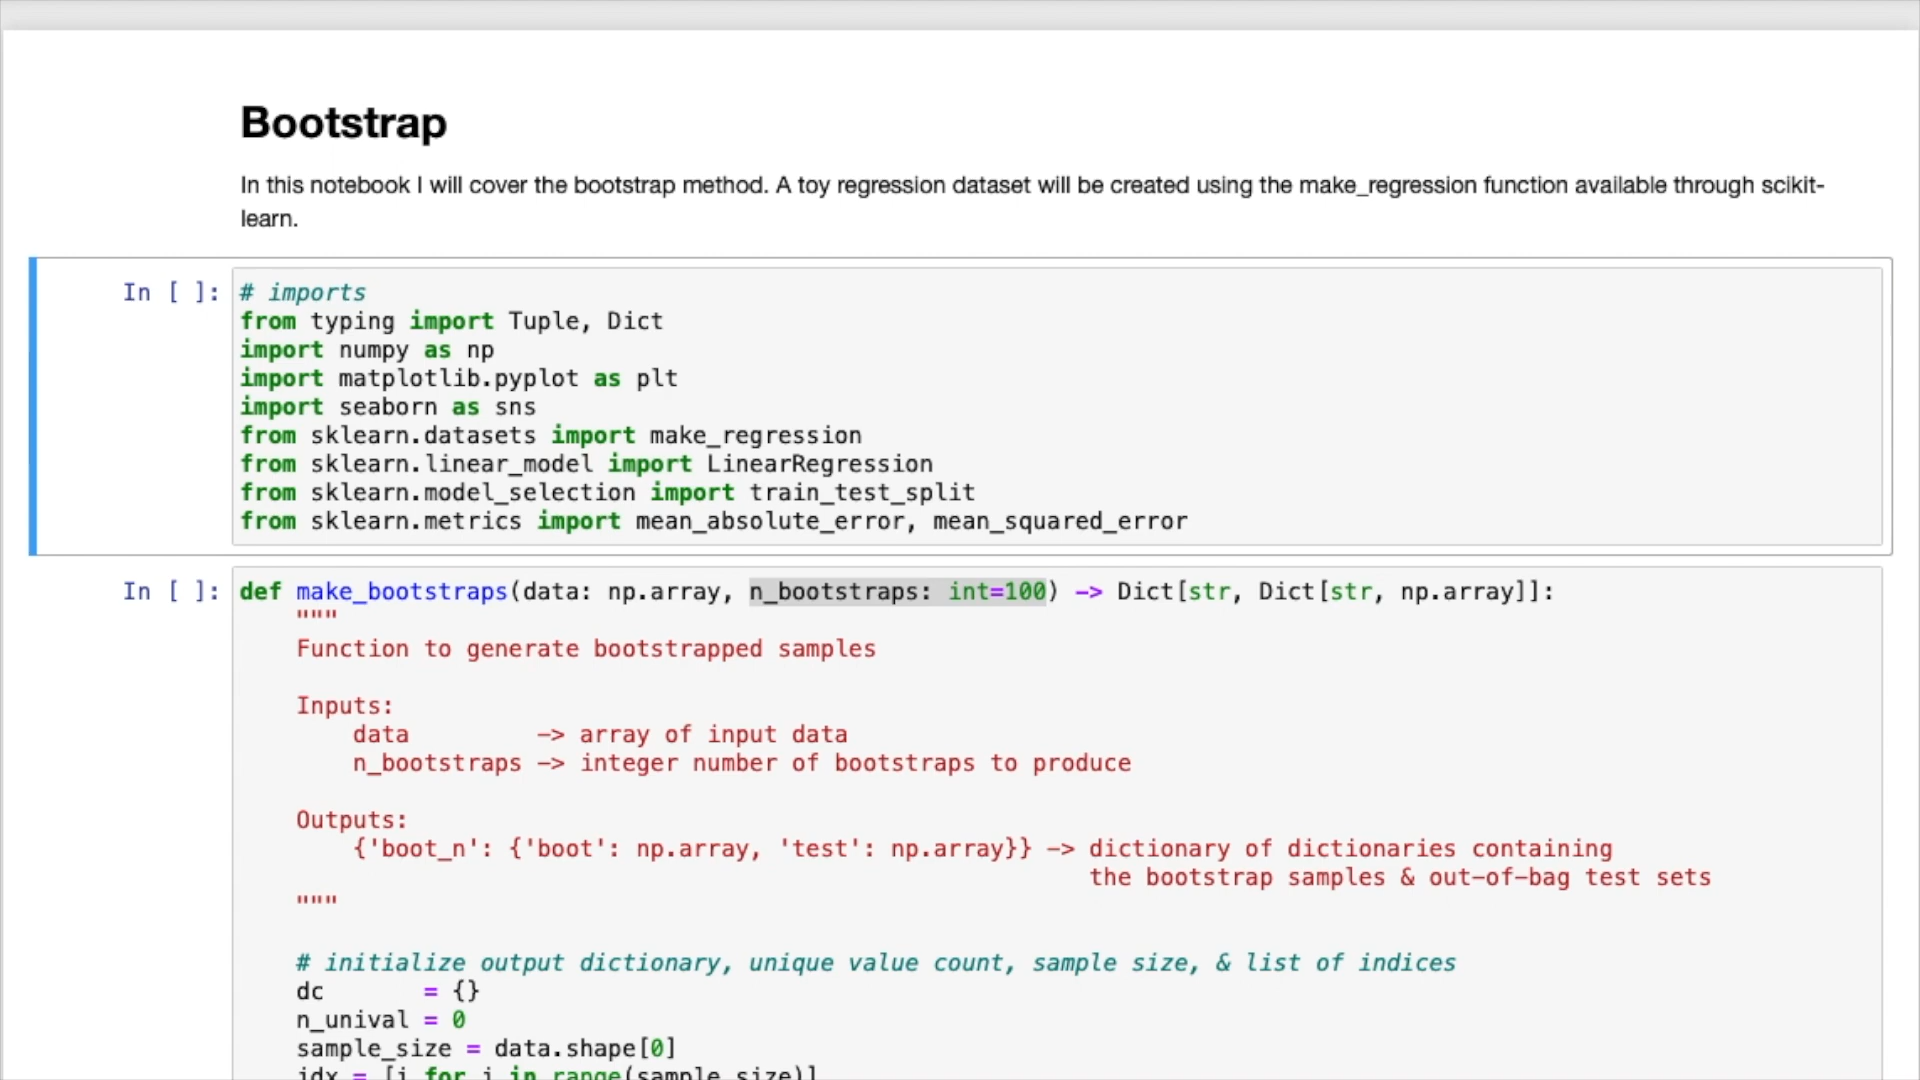 Bootstrap
In this notebook I will cover the bootstrap method. A toy regression dataset will be created using the make_regression function available through scikit-
learn.
In [ ]: # imports
from typing import Tuple, Dict
import numpy as np
import matplotlib.pyplot as plt
import seaborn as sns
from sklearn.datasets import make_regression
from sklearn.linear_model import LinearRegression
from sklearn.model_selection import train_test_split
from sklearn.metrics import mean_absolute_error, mean_squared_error
In [ ]: def make_bootstraps(data: np.array, n_bootstraps: int=100) -> Dict[str, Dict[str, np.array]]:
"""
Function to generate bootstrapped samples
Inputs:
data -> array of input data
n_bootstraps -> integer number of bootstraps to produce
Outputs:
{'boot_n': {'boot': np.array, 'test': np.array}} -> dictionary of dictionaries containing
the bootstrap samples & out-of-bag test sets
"""
# initialize output dictionary, unique value count, sample size, & list of indices
dc = {}
n_unival = 0
sample_size = data.shape[0]
idx = [i for i in range(sample_size)]